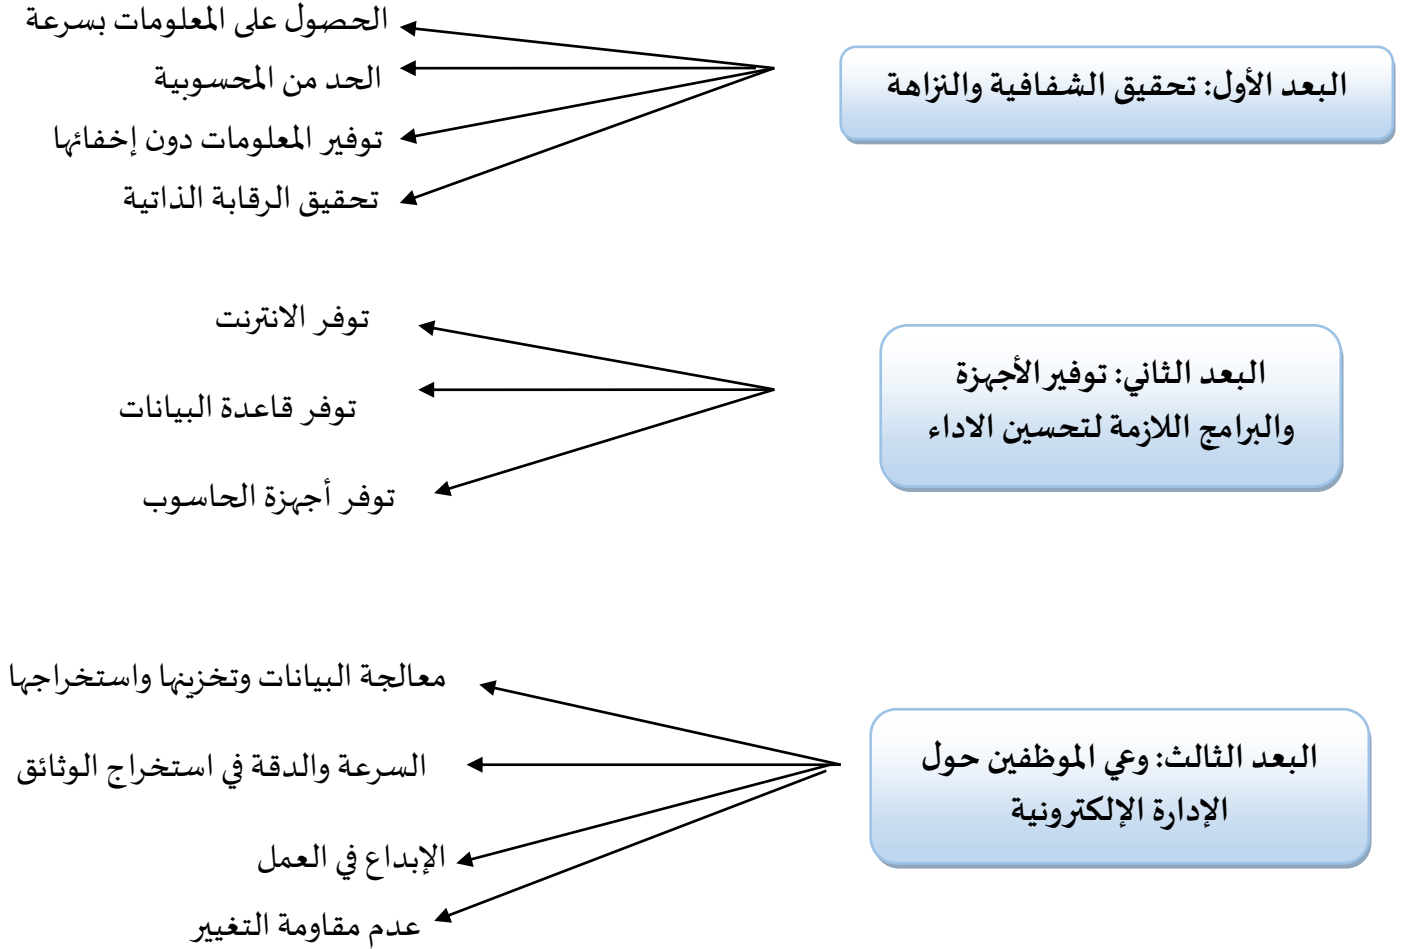 البعد الأول: تحقيق الشفافية والنزاهة
الحصول على المعلومات بسرعة
الحد من المحسوبية
توفير المعلومات دون إخفائها
تحقيق الرقابة الذاتية
البعد الثاني: توفير الأجهزة
والبرامج اللازمة لتحسين الاداء
توفر الانترنت
توفر قاعدة البيانات
توفر أجهزة الحاسوب
البعد الثالث: وعي الموظفين حول
الإدارة الإلكترونية
معالجة البيانات وتخزينها واستخراجها
السرعة والدقة في استخراج الوثائق
الإبداع في العمل
عدم مقاومة التغيير